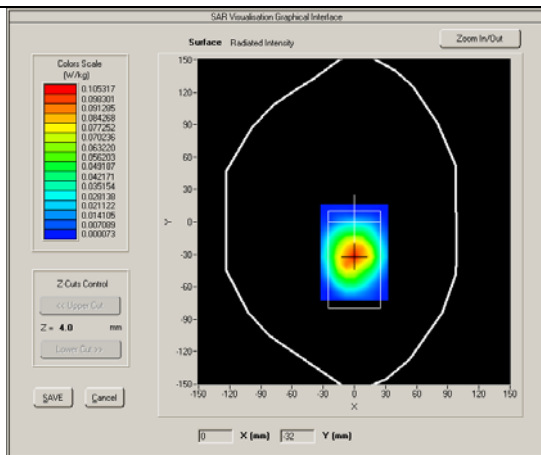 SAR Visualisation Graphical Interface
Surface Radiated Intensity
Zoom In/Out
Colors Scale
(W/kg)
0.105317
0.098301
0.091285
0.084268
0.077252
0.070236
0.063220
0.056203
0.049187
0.042171
0.035154
0.028138
0.021122
0.014105
0.007089
0.000073
Z-Cuts Control
<< Upper Cut
Z = 4.0 mm
Lower Cut >>
SAVE Cancel
150
120
90
60
30
0
-30
-60
-90
-120
-150
Y
-150 -120 -90 -60 -30 0 30 60 90 120 150
X
0 X (mm) -32 Y (mm)